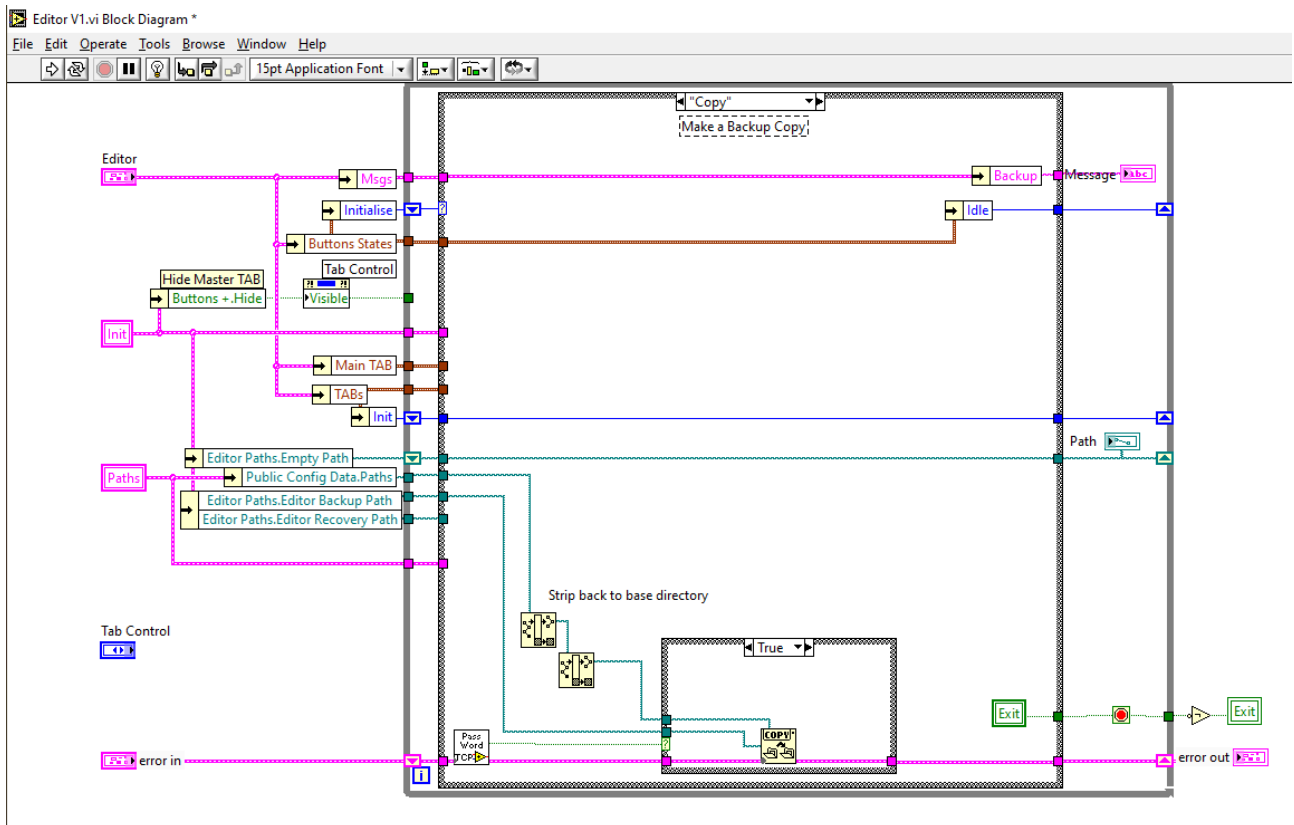 Editor V1.vi Block Diagram *
File Edit Operate Tools Browse Window Help
15pt Application Font
"Copy"
Make a Backup Copy
Editor
Msgs
Backup
Message
abc
Initialise
?
Idle
Buttons States
Tab Control
Hide Master TAB
Buttons +.Hide
Visible
Init
Main TAB
TABs
Init
Path
Editor Paths.Empty Path
Paths
Public Config Data.Paths
Editor Paths.Editor Backup Path
Editor Paths.Editor Recovery Path
Strip back to base directory
Tab Control
True
Exit
Exit
Pass
Word
?
COPY
error in
error out
i